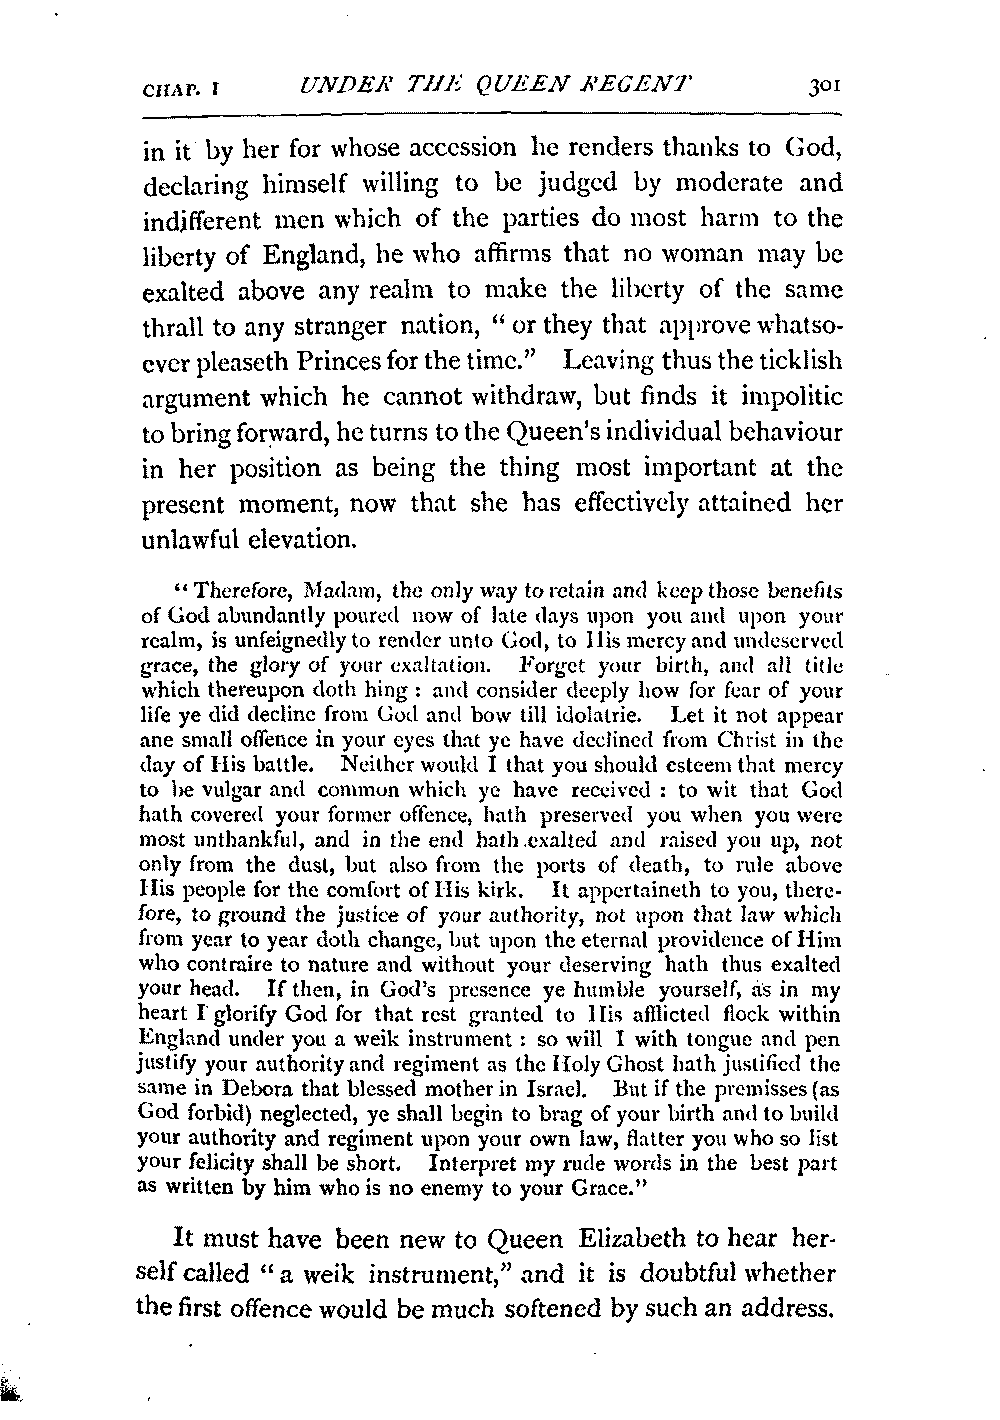 CHAP. I UNDER THE QUEEN REGENT 301
in it by her for whose accession he renders thanks to God,
declaring himself willing to be judged by moderate and
indifferent men which of the parties do most harm to the
liberty of England, he who affirms that no woman may be
exalted above any realm to make the liberty of the same
thrall to any stranger nation, “ or they that approve whatso-
ever pleaseth Princes for the time.” Leaving thus the ticklish
argument which he cannot withdraw, but finds it impolitic
to bring forward, he turns to the Queen's individual behaviour
in her position as being the thing most important at the
present moment, now that she has effectively attained her
unlawful elevation.
“ Therefore, Madam, the only way to retain and keep those benefits
of God abundantly poured now of late days upon you and upon your
realm, is unfeignedly to render unto God, to His mercy and undeserved
grace, the glory of your exaltation. Forget your birth, and all title
which thereupon doth hing : and consider deeply how for fear of your
life ye did decline from God and bow till idolatrie. Let it not appear
ane small offence in your eyes that ye have declined from Christ in the
day of His battle. Neither would I that you should esteem that mercy
to be vulgar and common which ye have received : to wit that God
hath covered your former offence, hath preserved you when you were
most unthankful, and in the end hath exalted and raised you up, not
only from the dust, but also from the ports of death, to rule above
His people for the comfort of His kirk. It appertaineth to you, there-
fore, to ground the justice of your authority, not upon that law which
from year to year doth change, but upon the eternal providence of Him
who contraire to nature and without your deserving hath thus exalted
your head. If then, in God's presence ye humble yourself, as in my
heart I glorify God for that rest granted to His afflicted flock within
England under you a weik instrument : so will I with tongue and pen
justify your authority and regiment as the Holy Ghost hath justified the
same in Debora that blessed mother in Israel. But if the premisses (as
God forbid) neglected, ye shall begin to brag of your birth and to build
your authority and regiment upon your own law, flatter you who so list
your felicity shall be short. Interpret my rude words in the best part
as written by him who is no enemy to your Grace.”
It must have been new to Queen Elizabeth to hear her-
self called “ a weik instrument,” and it is doubtful whether
the first offence would be much softened by such an address.